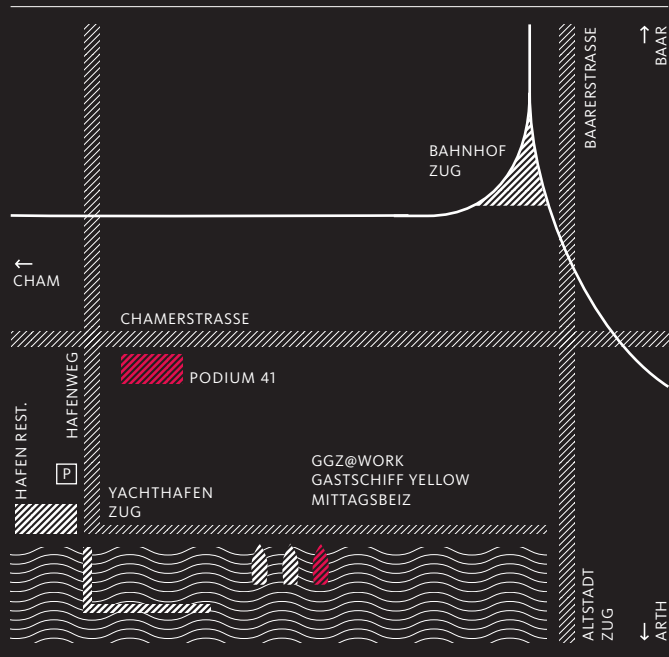 BAARERSTRASSE
↑ BAAR
BAHNHOF
ZUG
←
CHAM
CHAMERSTRASSE
HAFENWEG
PODIUM 41
HAFEN REST.
P
YACHTHAFEN
ZUG
GGZ@WORK
GASTSCHIFF YELLOW
MITTAGSBEIZ
ALTSTADT
ZUG
← ARTH